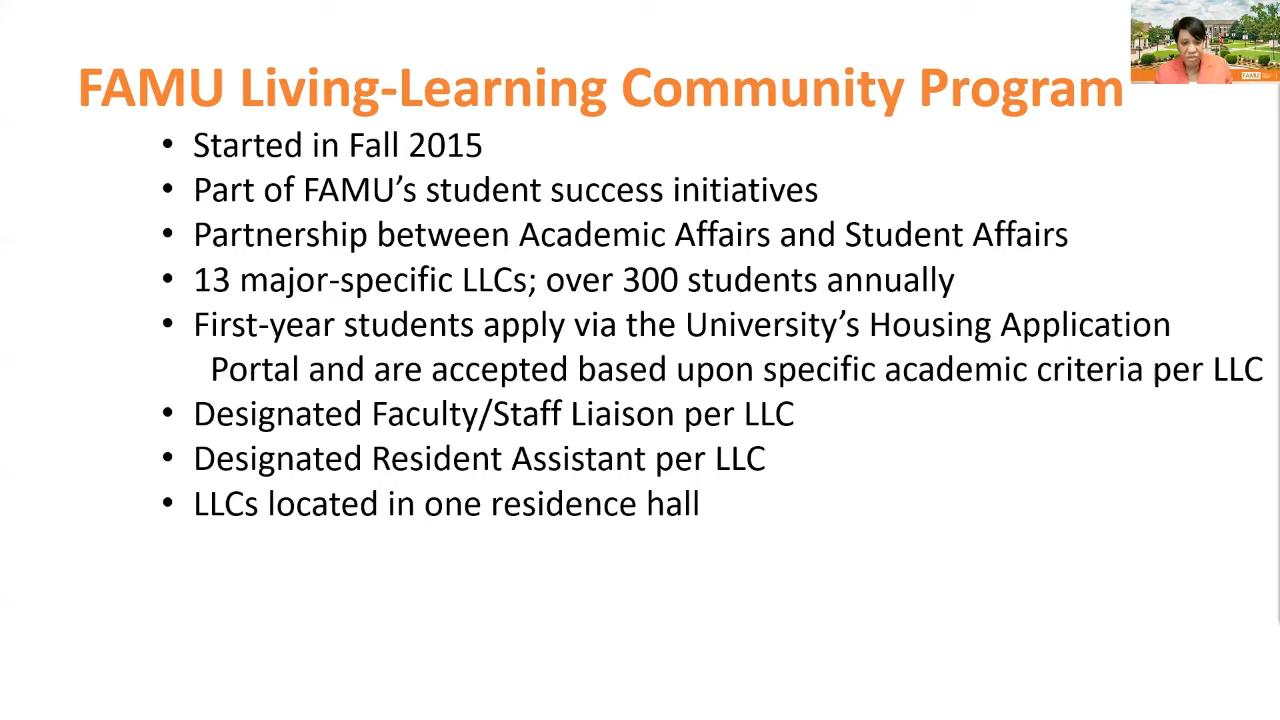 FAMU Living-Learning Community Program
• Started in Fall 2015
• Part of FAMU’s student success initiatives
• Partnership between Academic Affairs and Student Affairs
• 13 major-specific LLCs; over 300 students annually
• First-year students apply via the University’s Housing Application
Portal and are accepted based upon specific academic criteria per LLC
• Designated Faculty/Staff Liaison per LLC
• Designated Resident Assistant per LLC
• LLCs located in one residence hall
FAMU